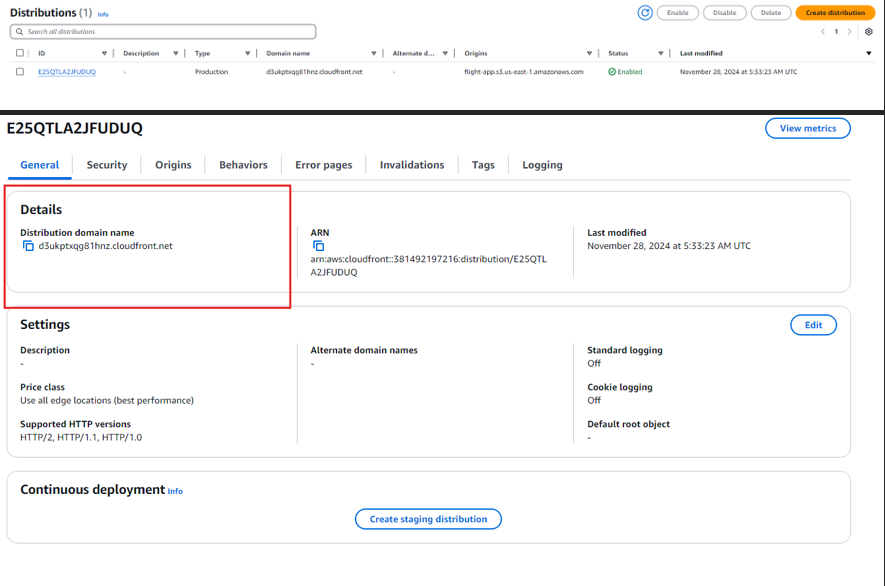 Distributions (1) Info
Enable Disable Delete Create distribution
Search all distributions
1
ID Description Type Domain name Alternate d... Origins Status Last modified
E25QTLA2JFUDUQ - Production d3ukptxqg81hnz.cloudfront.net - flight-app.s3.us-east-1.amazonaws.com Enabled November 28, 2024 at 5:33:23 AM UTC
E25QTLA2JFUDUQ
View metrics
General Security Origins Behaviors Error pages Invalidations Tags Logging
Details
Distribution domain name
d3ukptxqg81hnz.cloudfront.net
ARN
arn:aws:cloudfront::381492197216:distribution/E25QTL
A2JFUDUQ
Last modified
November 28, 2024 at 5:33:23 AM UTC
Settings
Edit
Description
-
Price class
Use all edge locations (best performance)
Supported HTTP versions
HTTP/2, HTTP/1.1, HTTP/1.0
Alternate domain names
-
Standard logging
Off
Cookie logging
Off
Default root object
-
Continuous deployment Info
Create staging distribution